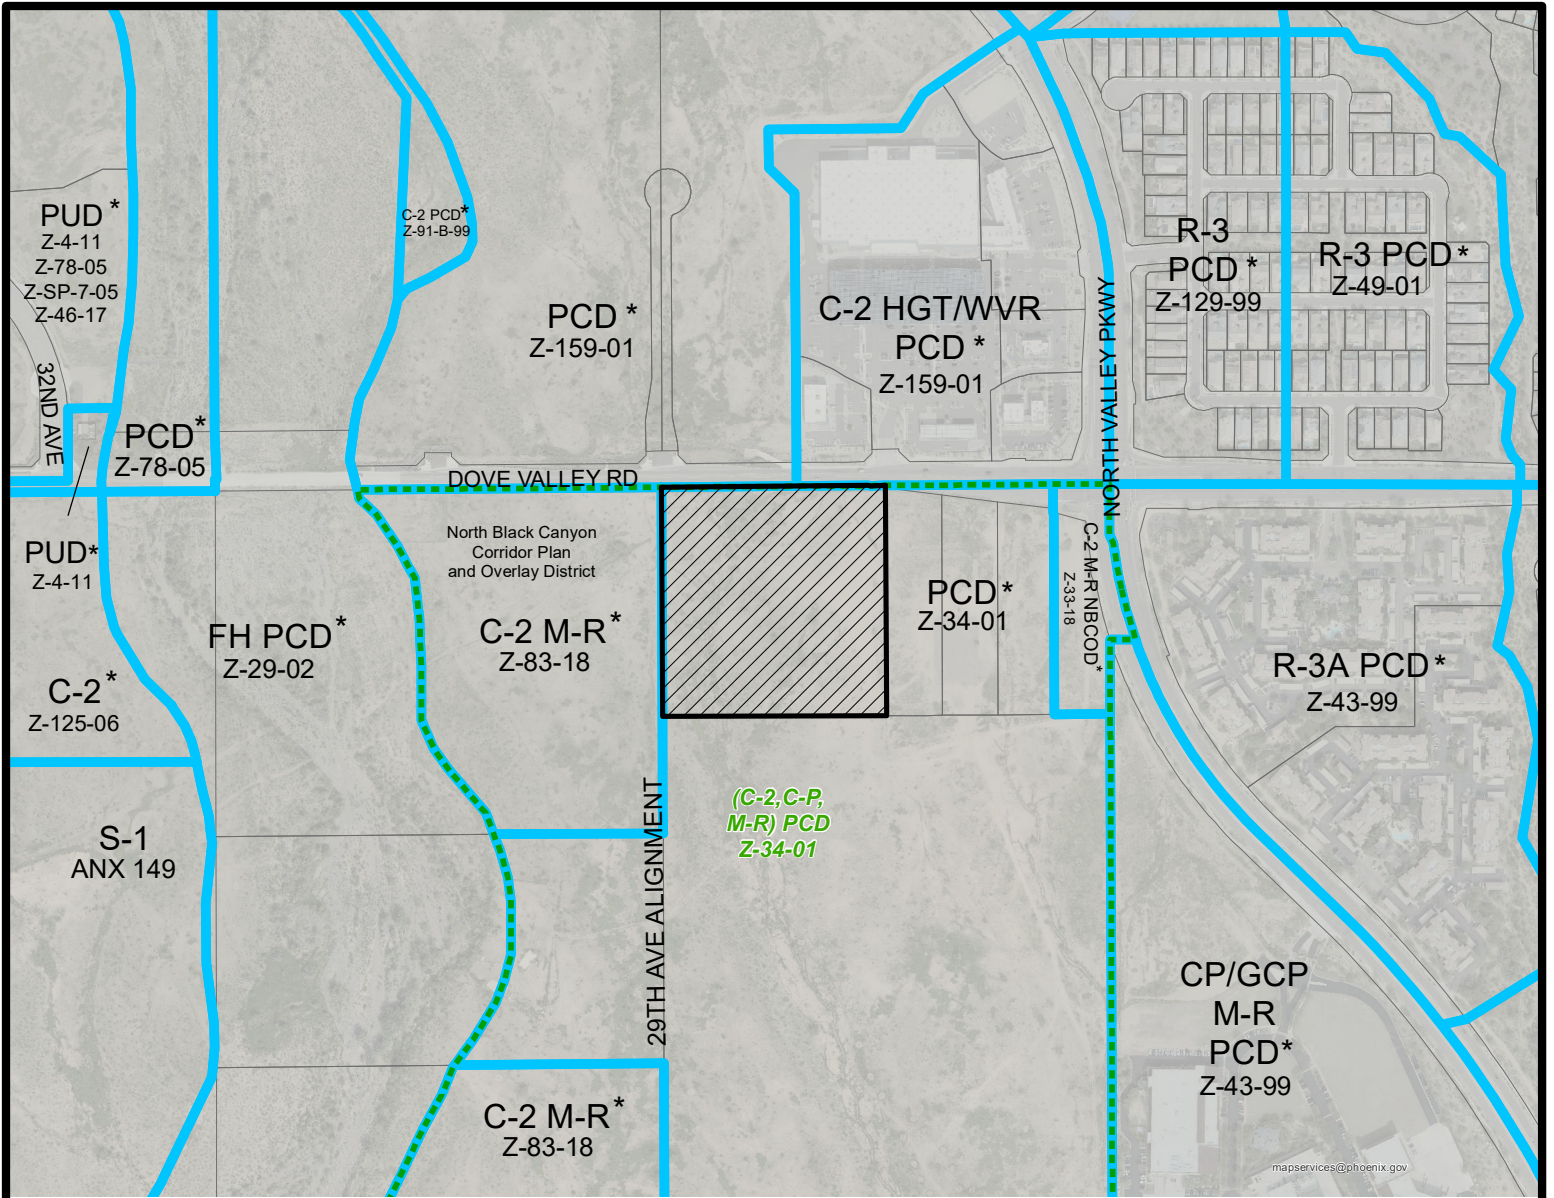 PUD *
Z-4-11
Z-78-05
Z-SP-7-05
Z-46-17
C-2 PCD*
Z-91-B-99
PCD *
Z-159-01
C-2 HGT/WVR
PCD *
Z-159-01
R-3
PCD *
Z-129-99
R-3 PCD*
Z-49-01
32ND AVE
PCD*
Z-78-05
DOVE VALLEY RD
NORTH VALLEY PKWY
PUD*
Z-4-11
North Black Canyon
Corridor Plan
and Overlay District
C-2 M-R*
Z-83-18
FH PCD*
Z-29-02
PCD*
Z-34-01
C-2 M-R NBCOD*
Z-33-18
R-3A PCD*
Z-43-99
C-2*
Z-125-06
S-1
ANX 149
29TH AVE ALIGNMENT
(C-2,C-P,
M-R) PCD
Z-34-01
CP/GCP
M-R
PCD*
Z-43-99
C-2 M-R*
Z-83-18
mapservices@phoenix.gov